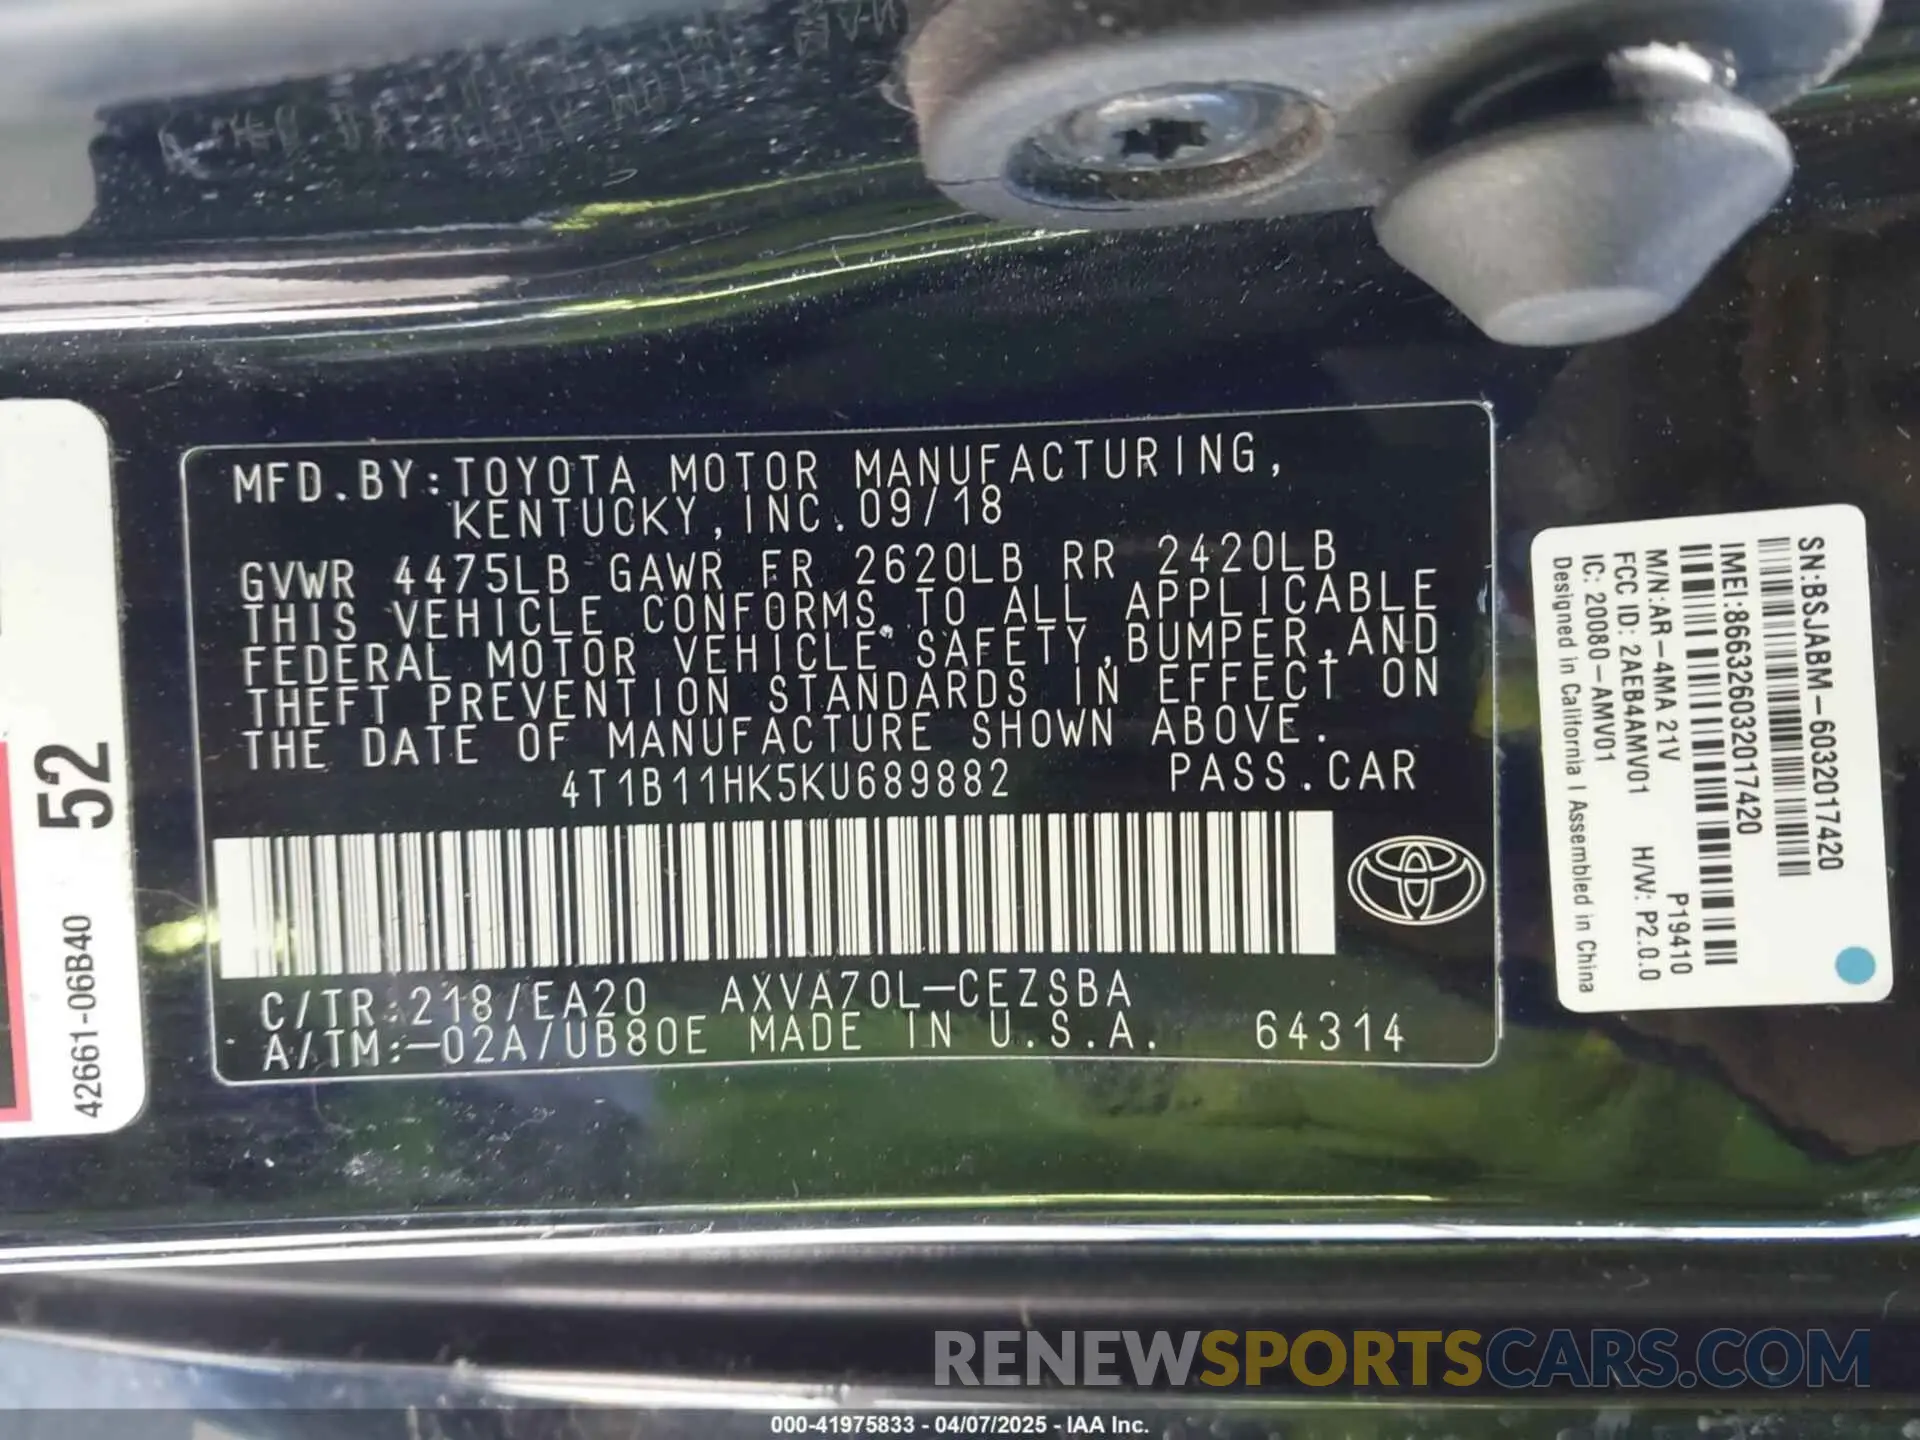 MFD.BY:TOYOTA MOTOR MANUFACTURING,
KENTUCKY,INC.09/18
GVWR 4475LB GAWR FR 2620LB RR 2420LB
THIS VEHICLE CONFORMS TO ALL APPLICABLE
FEDERAL MOTOR VEHICLE SAFETY,BUMPER,AND
THEFT PREVENTION STANDARDS IN EFFECT ON
THE DATE OF MANUFACTURE SHOWN ABOVE.
4T1B11HK5KU689882 PASS.CAR
C/TR:218/EA20 AXVA70L-CEZSBA
A/TM:-02A/UB80E MADE IN U.S.A. 64314
52
42661-06B40
SN:BSJABM-6032017420
IMEI:866326032017420
P19410
M/N:AR-4MA 21V
FCC ID: 2AEB4AMV01 H/W: P2.0.0
IC: 20080-AMV01
Designed in California | Assembled in China
RENEWSPORTSCARS.COM
000-41975833 - 04/07/2025 - IAA Inc.